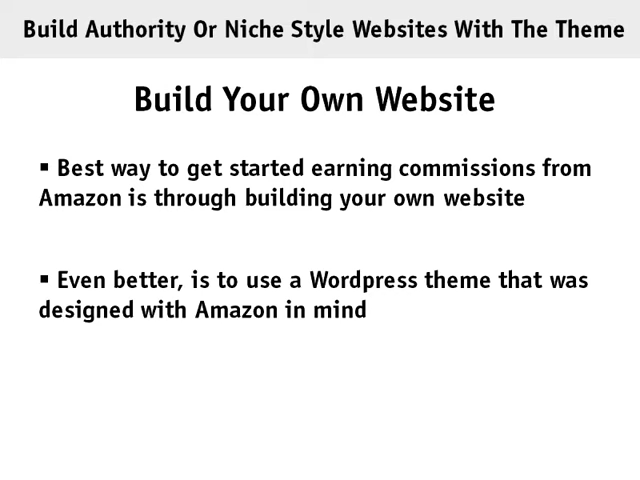 Build Authority Or Niche Style Websites With The Theme
Build Your Own Website
▪ Best way to get started earning commissions from
Amazon is through building your own website
▪ Even better, is to use a Wordpress theme that was
designed with Amazon in mind